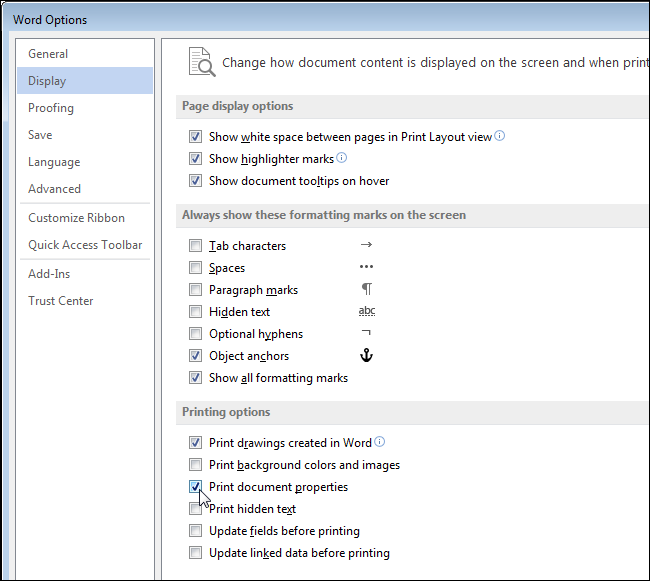 Word Options
General
Display
Proofing
Save
Language
Advanced
Customize Ribbon
Quick Access Toolbar
Add-Ins
Trust Center
Change how document content is displayed on the screen and when print
Page display options
Show white space between pages in Print Layout view
Show highlighter marks
Show document tooltips on hover
Always show these formatting marks on the screen
Tab characters →
Spaces •••
Paragraph marks ¶
Hidden text abc
Optional hyphens ¬
Object anchors
Show all formatting marks
Printing options
Print drawings created in Word
Print background colors and images
Print document properties
Print hidden text
Update fields before printing
Update linked data before printing